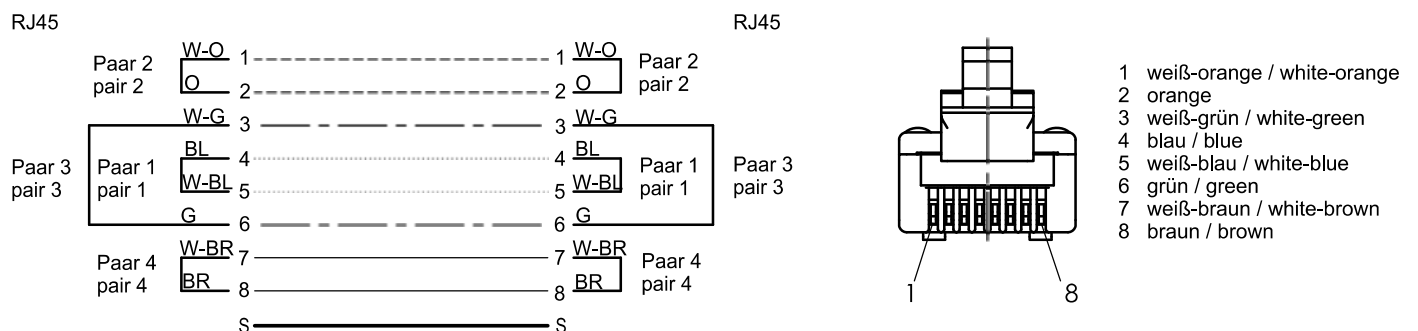 RJ45
RJ45
W-O 1 1 W-O
Paar 2
pair 2
Paar 2
pair 2
O 2 2 O
W-G 3 3 W-G
BL 4 4 BL
Paar 3
pair 3
Paar 1
pair 1
Paar 1
pair 1
Paar 3
pair 3
W-BL 5 5 W-BL
G 6 6 G
W-BR 7 7 W-BR
Paar 4
pair 4
Paar 4
pair 4
BR 8 8 BR
S S
1 8
1 weiß-orange / white-orange
2 orange
3 weiß-grün / white-green
4 blau / blue
5 weiß-blau / white-blue
6 grün / green
7 weiß-braun / white-brown
8 braun / brown